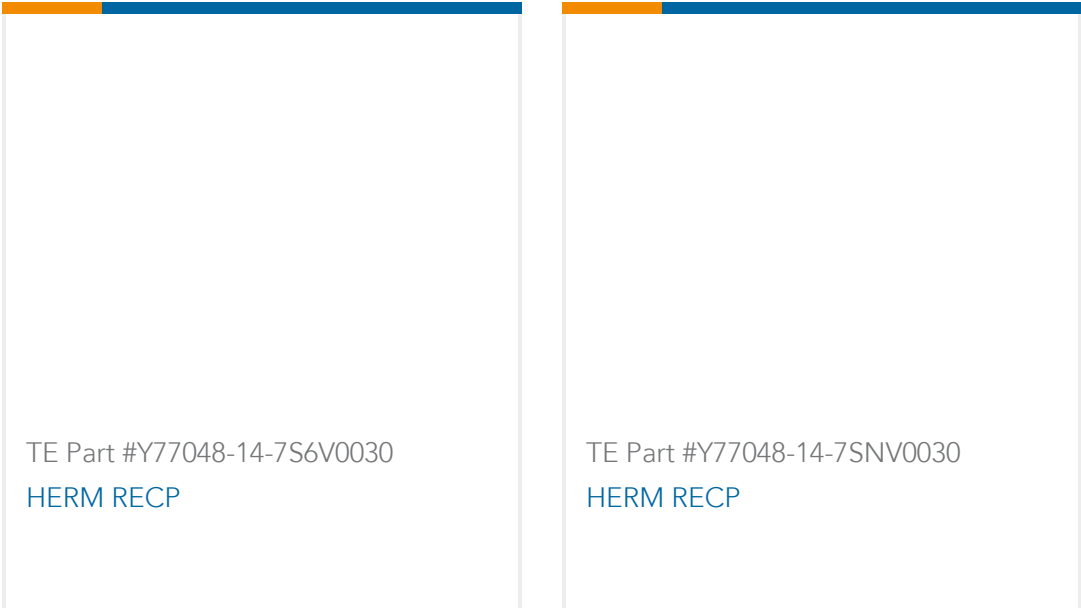 TE Part #Y77048-14-7S6V0030
HERM RECP
TE Part #Y77048-14-7SNV0030
HERM RECP